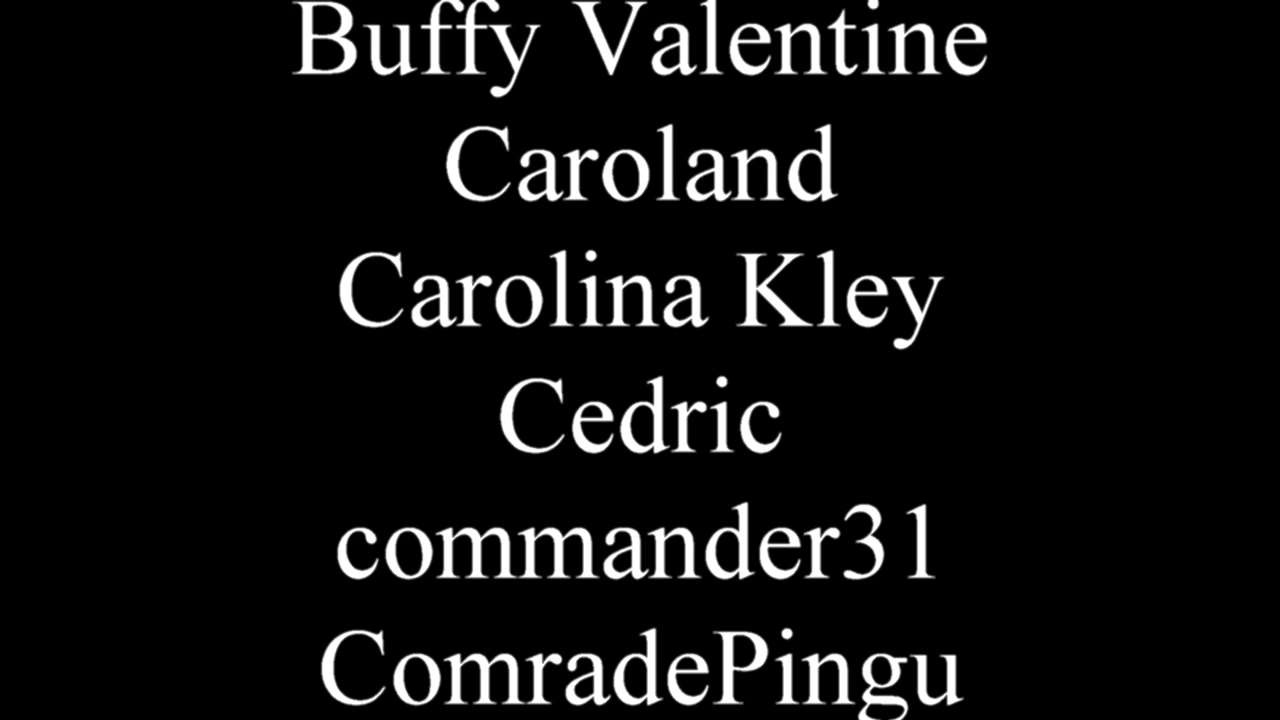 Buffy Valentine
Caroland
Carolina Kley
Cedric
commander31
ComradePingu